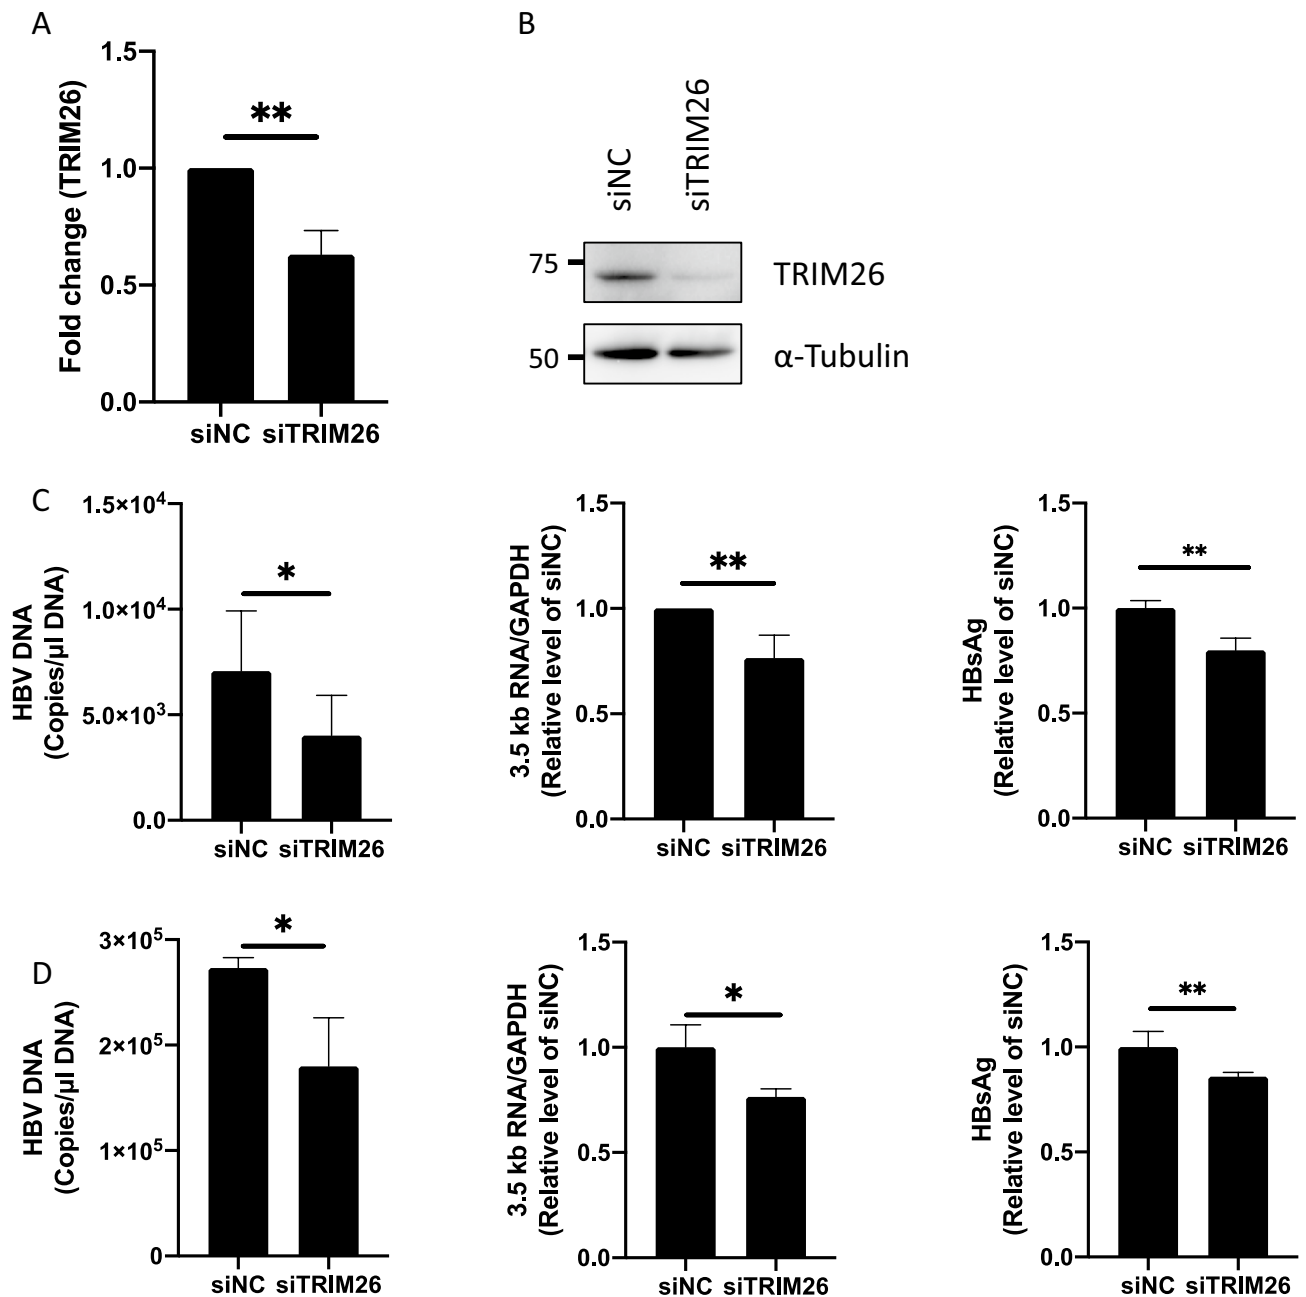 A
Fold change (TRIM26)
1.5
1.0
0.5
0.0
**
siNC siTRIM26
B
siNC
siTRIM26
75
TRIM26
50
α-Tubulin
C
HBV DNA
(Copies/µl DNA)
1.5×10⁴
1.0×10⁴
5.0×10³
0.0
*
siNC siTRIM26
3.5 kb RNA/GAPDH
(Relative level of siNC)
1.5
1.0
0.5
0.0
**
siNC siTRIM26
HBsAg
(Relative level of siNC)
1.5
1.0
0.5
0.0
**
siNC siTRIM26
D
HBV DNA
(Copies/µl DNA)
3×10⁵
2×10⁵
1×10⁵
0
*
siNC siTRIM26
3.5 kb RNA/GAPDH
(Relative level of siNC)
1.5
1.0
0.5
0.0
*
siNC siTRIM26
HBsAg
(Relative level of siNC)
1.5
1.0
0.5
0.0
**
siNC siTRIM26